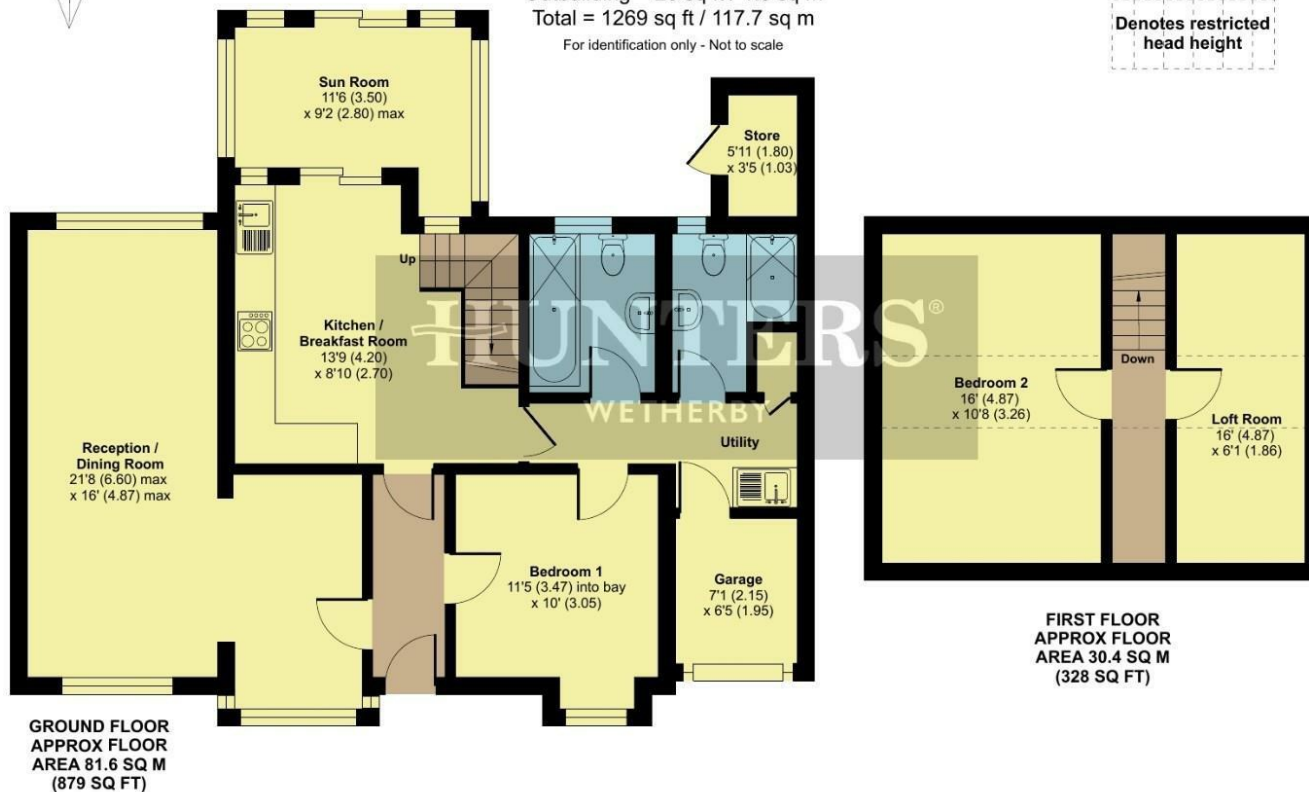 Total = 1269 sq ft / 117.7 sq m
For identification only - Not to scale
Denotes restricted
head height
Sun Room
11'6 (3.50)
x 9'2 (2.80) max
Store
5'11 (1.80)
x 3'5 (1.03)
Up
Kitchen /
Breakfast Room
13'9 (4.20)
x 8'10 (2.70)
HUNTERS®
WETHERBY
Utility
Reception /
Dining Room
21'8 (6.60) max
x 16' (4.87) max
Bedroom 1
11'5 (3.47) into bay
x 10' (3.05)
Garage
7'1 (2.15)
x 6'5 (1.95)
Down
Bedroom 2
16' (4.87)
x 10'8 (3.26)
Loft Room
16' (4.87)
x 6'1 (1.86)
GROUND FLOOR
APPROX FLOOR
AREA 81.6 SQ M
(879 SQ FT)
FIRST FLOOR
APPROX FLOOR
AREA 30.4 SQ M
(328 SQ FT)